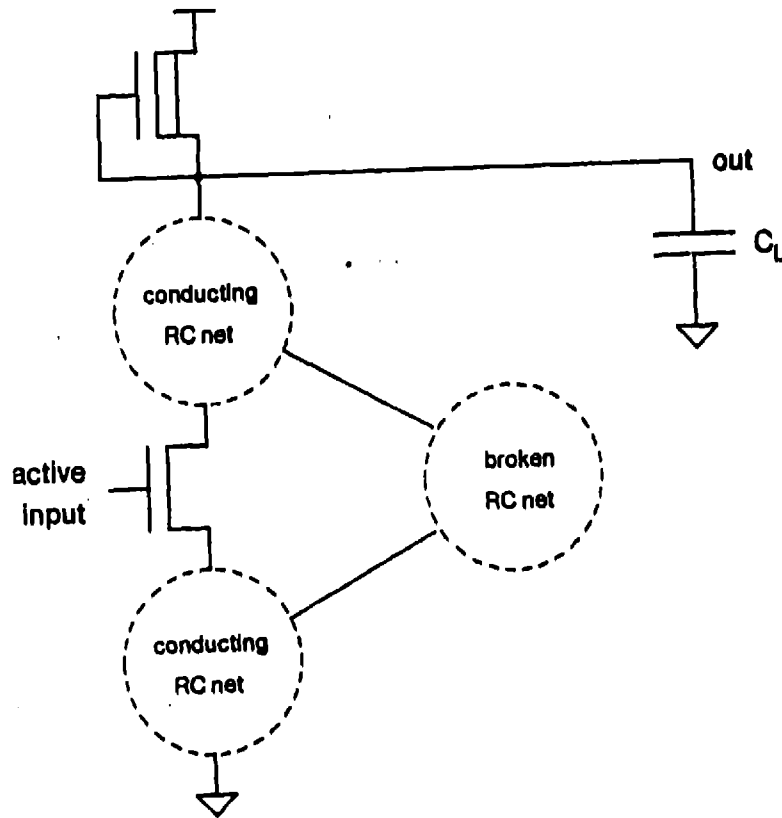 out
C_L
conducting
RC net
active
input
broken
RC net
conducting
RC net